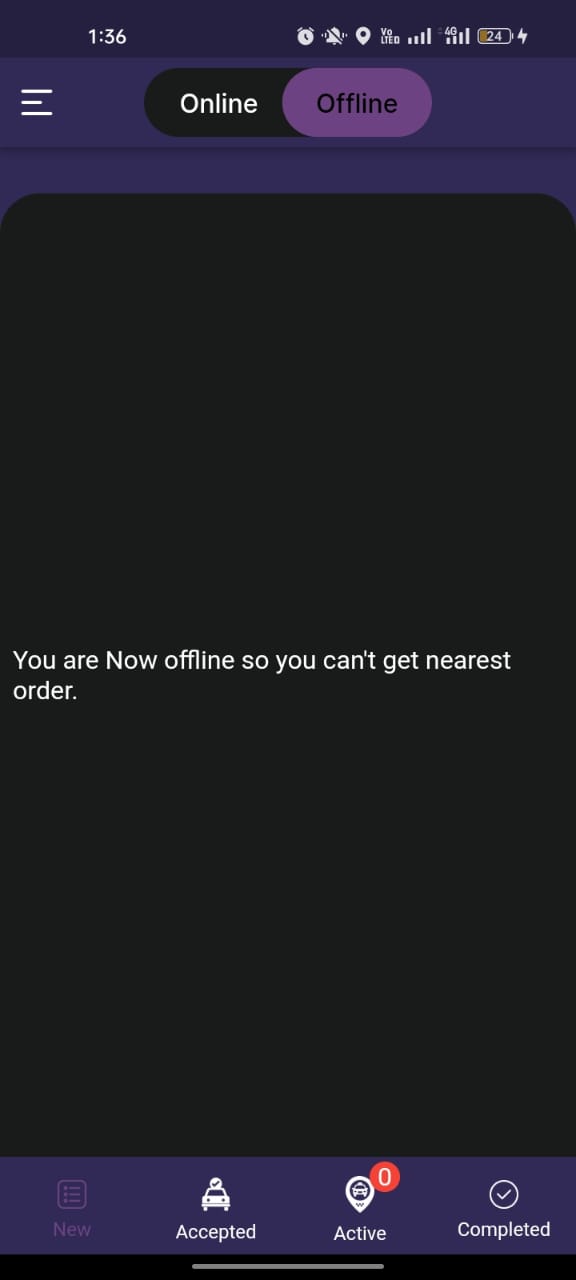 1:36
Vo
LTED
4G
24
Online
Offline
You are Now offline so you can't get nearest
order.
0
New
Accepted
Active
Completed